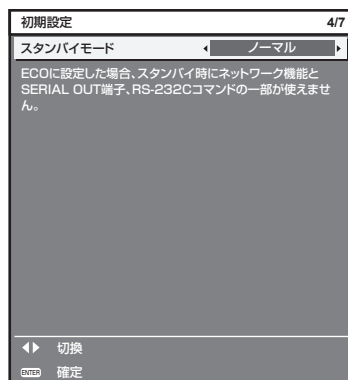 初期設定 4/7
スタンバイモード ノーマル
ECOに設定した場合、スタンバイ時にネットワーク機能と
SERIAL OUT端子、RS-232Cコマンドの一部が使えませ
ん。
切換
ENTER 確定